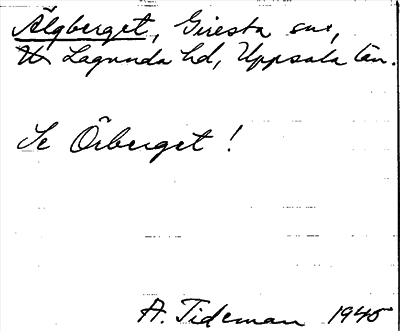 Älgberget, Giresta sn,
Lagunda hd, Uppsala län.
Se Örberget!
A. Tideman 1945